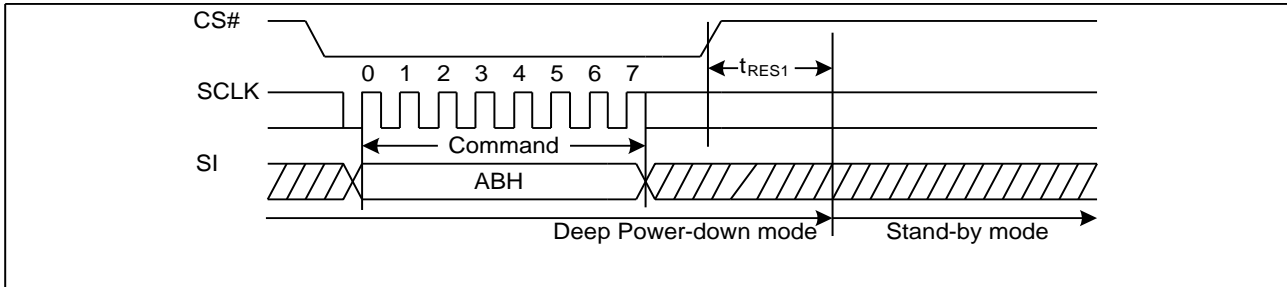 CS#
tRES1
0 1 2 3 4 5 6 7
SCLK
Command
SI
ABH
Deep Power-down mode
Stand-by mode